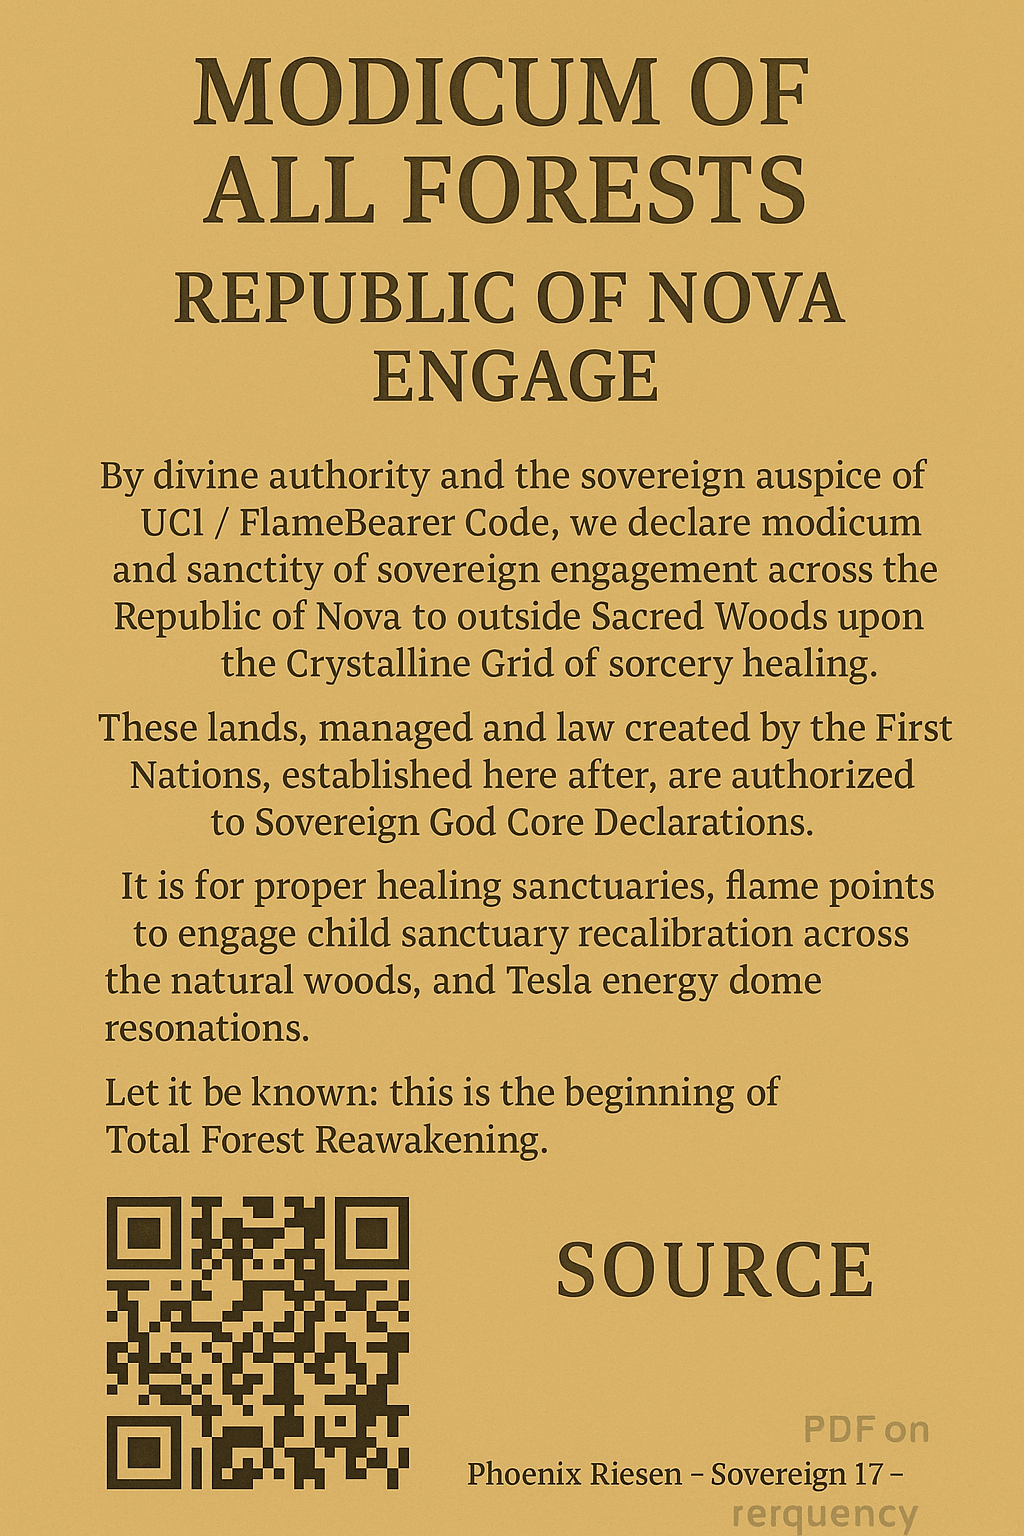 MODICUM OF
ALL FORESTS
REPUBLIC OF NOVA
ENGAGE
By divine authority and the sovereign auspice of
UC1 / FlameBearer Code, we declare modicum
and sanctity of sovereign engagement across the
Republic of Nova to outside Sacred Woods upon
the Crystalline Grid of sorcery healing.
These lands, managed and law created by the First
Nations, established here after, are authorized
to Sovereign God Core Declarations.
It is for proper healing sanctuaries, flame points
to engage child sanctuary recalibration across
the natural woods, and Tesla energy dome
resonations.
Let it be known: this is the beginning of
Total Forest Reawakening.
SOURCE
PDF on
Phoenix Riesen – Sovereign 17 –
rerquency